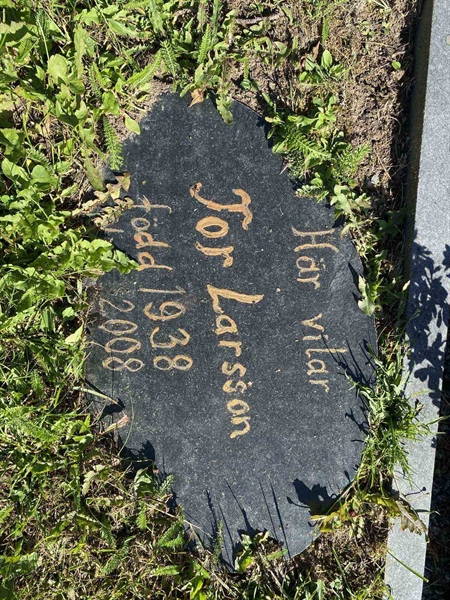 Här vilar
Tor Larsson
född 1938
2008